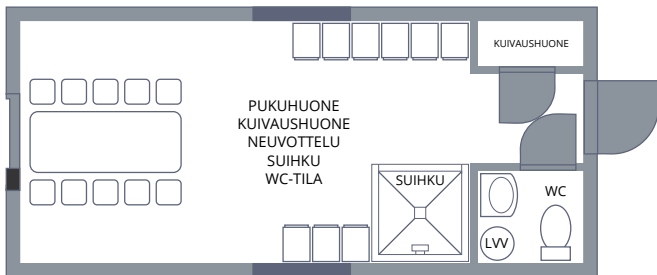 KUIVAUSHUONE
PUKUHUONE
KUIVAUSHUONE
NEUVOTTELU
SUIHKU
WC-TILA
SUIHKU
WC
LVV